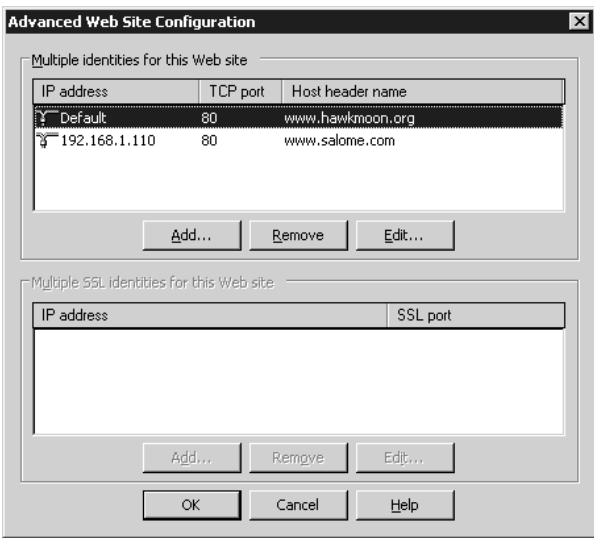 Advanced Web Site Configuration
Multiple identities for this Web site
IP address TCP port Host header name
Default 80 www.hawkmoon.org
192.168.1.110 80 www.salome.com
Add... Remove Edit...
Multiple SSL identities for this Web site
IP address SSL port
Add... Remove Edit...
OK Cancel Help